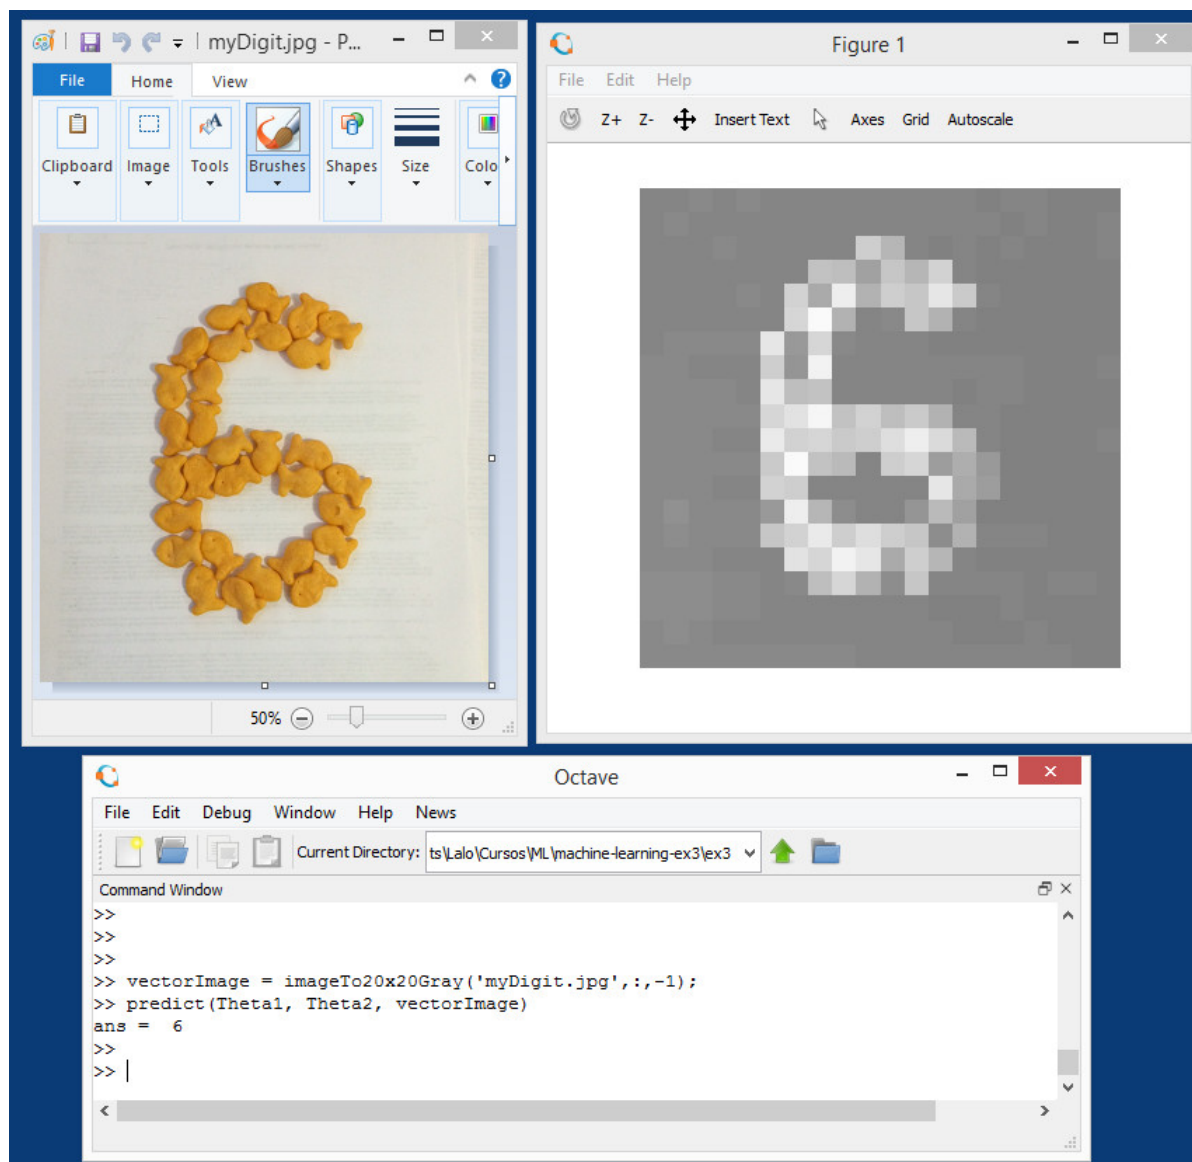 myDigit.jpg - P...
File Home View
Clipboard Image Tools Brushes Shapes Size Colo
50%
Figure 1
File Edit Help
Z+ Z- Insert Text Axes Grid Autoscale
Octave
File Edit Debug Window Help News
Current Directory: ts\Lalo\Cursos\ML\machine-learning-ex3\ex3
Command Window
>>
>>
>>
>> vectorImage = imageTo20x20Gray('myDigit.jpg',:,-1);
>> predict(Theta1, Theta2, vectorImage)
ans = 6
>>
>>